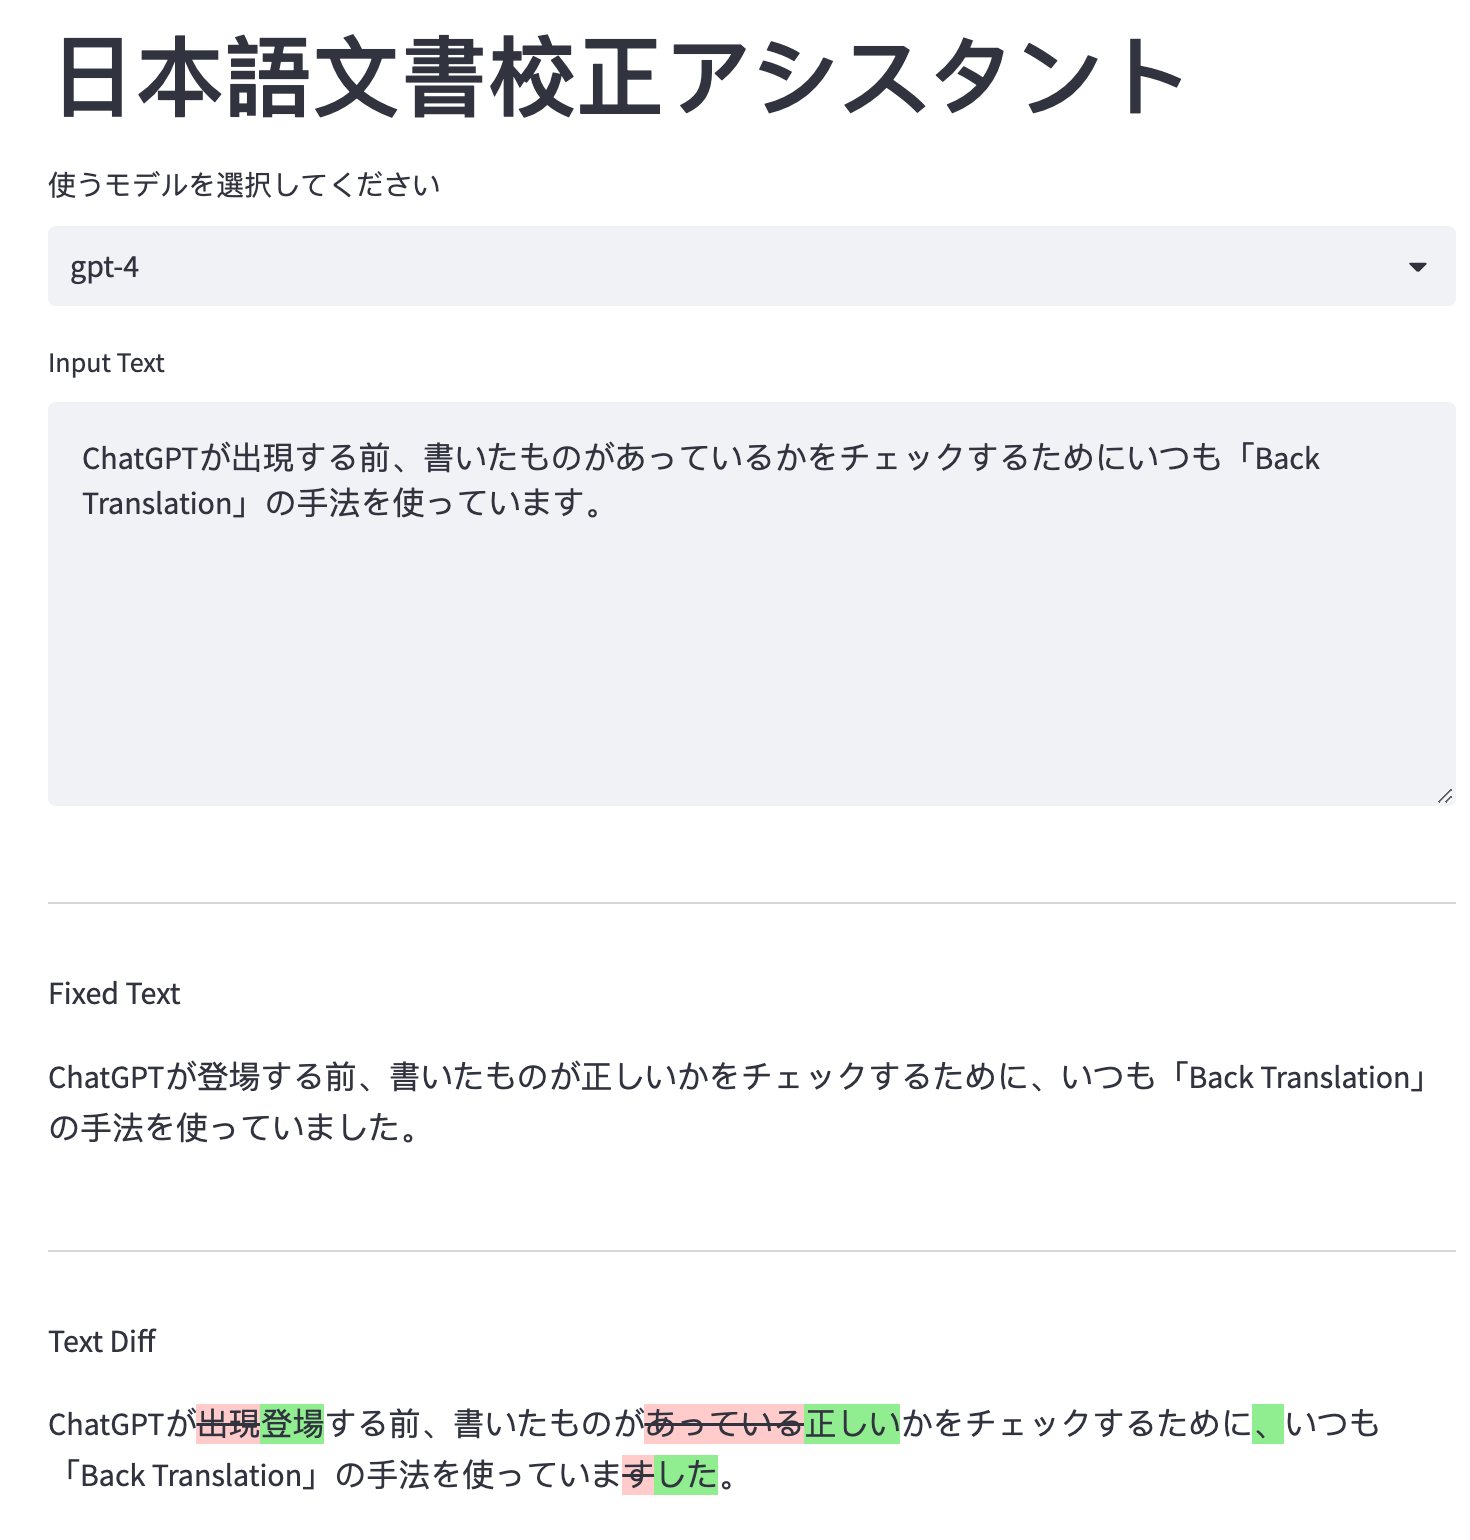 日本語文書校正アシスタント
使うモデルを選択してください
gpt-4
Input Text
ChatGPTが出現する前、書いたものがあっているかをチェックするためにいつも「Back
Translation」の手法を使っています。
Fixed Text
ChatGPTが登場する前、書いたものが正しいかをチェックするために、いつも「Back Translation」
の手法を使っていました。
Text Diff
ChatGPTが出現登場する前、書いたものがあっている正しいかをチェックするために、いつも
「Back Translation」の手法を使っていますした。